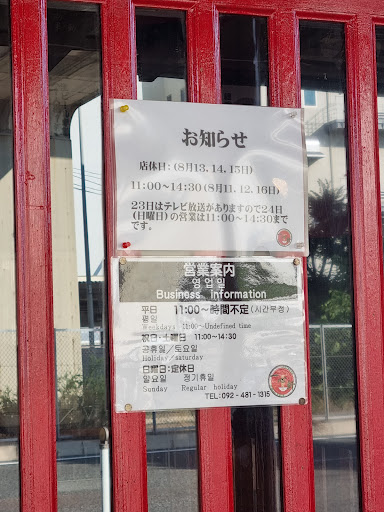 お知らせ
店休日:(8月13.14.15日)
11:00〜14:30(8月11.12.16日)
23日はテレビ放送がありますので24日
(日曜日)の営業は11:00〜14:30まで
です。
営業案内
영업일
Business information
平日 11:00〜時間不定(시간부정)
평일
Weekdays 11:00〜Undefined time
祝日・土曜日 11:00〜14:30
공휴일/토요일
Holiday/saturday
日曜日:定休日
일요일 정기휴일
Sunday Regular holiday
TEL:092-481-1315